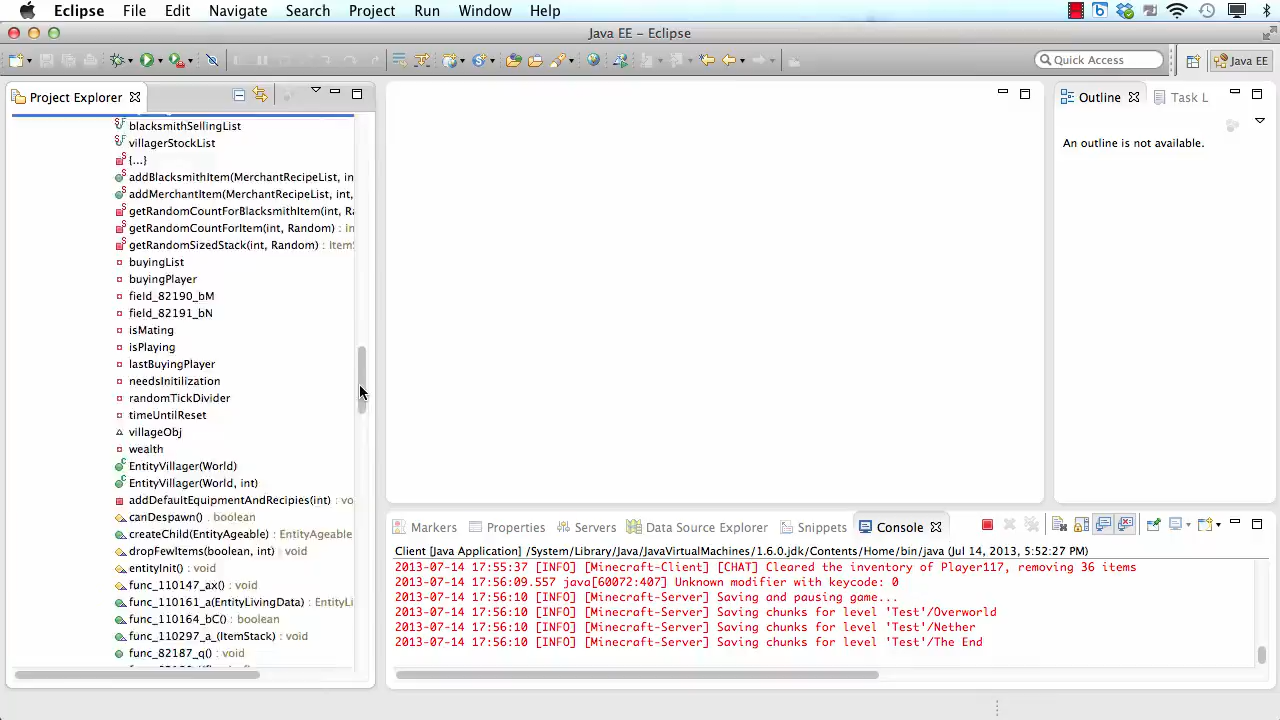 Eclipse File Edit Navigate Search Project Run Window Help
Java EE – Eclipse
Quick Access
Java EE
Project Explorer
Outline
Task L
An outline is not available.
blacksmithSellingList
villagerStockList
{...}
addBlacksmithItem(MerchantRecipeList, in
addMerchantItem(MerchantRecipeList, int,
getRandomCountForBlacksmithItem(int, Ra
getRandomCountForItem(int, Random) : in
getRandomSizedStack(int, Random) : ItemS
buyingList
buyingPlayer
field_82190_bM
field_82191_bN
isMating
isPlaying
lastBuyingPlayer
needsInitilization
randomTickDivider
timeUntilReset
villageObj
wealth
EntityVillager(World)
EntityVillager(World, int)
addDefaultEquipmentAndRecipies(int) : vo
canDespawn() : boolean
createChild(EntityAgeable) : EntityAgeable
dropFewItems(boolean, int) : void
entityInit() : void
func_110147_ax() : void
func_110161_a(EntityLivingData) : EntityLi
func_110164_bC() : boolean
func_110297_a_(ItemStack) : void
func_82187_q() : void
Markers Properties Servers Data Source Explorer Snippets Console
Client [Java Application] /System/Library/Java/JavaVirtualMachines/1.6.0.jdk/Contents/Home/bin/java (Jul 14, 2013, 5:52:27 PM)
2013-07-14 17:55:37 [INFO] [Minecraft-Client] [CHAT] Cleared the inventory of Player117, removing 36 items
2013-07-14 17:56:09.557 java[60072:407] Unknown modifier with keycode: 0
2013-07-14 17:56:10 [INFO] [Minecraft-Server] Saving and pausing game...
2013-07-14 17:56:10 [INFO] [Minecraft-Server] Saving chunks for level 'Test'/Overworld
2013-07-14 17:56:10 [INFO] [Minecraft-Server] Saving chunks for level 'Test'/Nether
2013-07-14 17:56:10 [INFO] [Minecraft-Server] Saving chunks for level 'Test'/The End